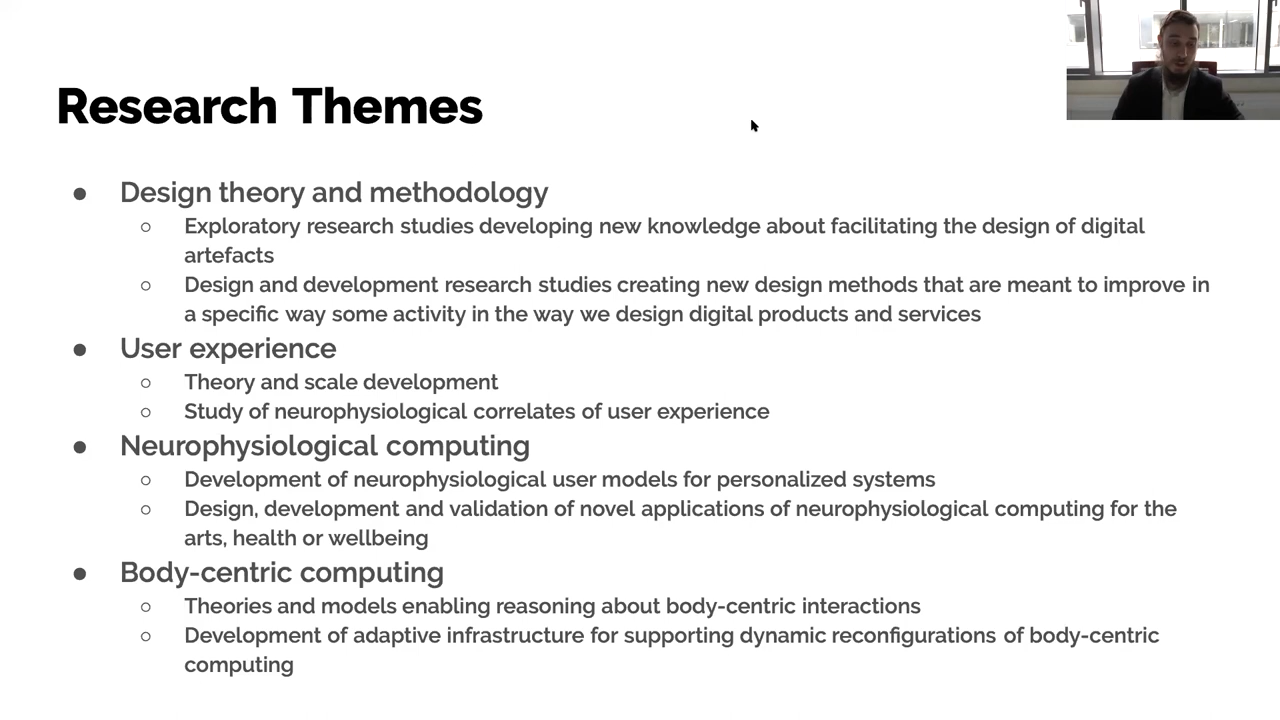 Research Themes
● Design theory and methodology
○ Exploratory research studies developing new knowledge about facilitating the design of digital
artefacts
○ Design and development research studies creating new design methods that are meant to improve in
a specific way some activity in the way we design digital products and services
● User experience
○ Theory and scale development
○ Study of neurophysiological correlates of user experience
● Neurophysiological computing
○ Development of neurophysiological user models for personalized systems
○ Design, development and validation of novel applications of neurophysiological computing for the
arts, health or wellbeing
● Body-centric computing
○ Theories and models enabling reasoning about body-centric interactions
○ Development of adaptive infrastructure for supporting dynamic reconfigurations of body-centric
computing